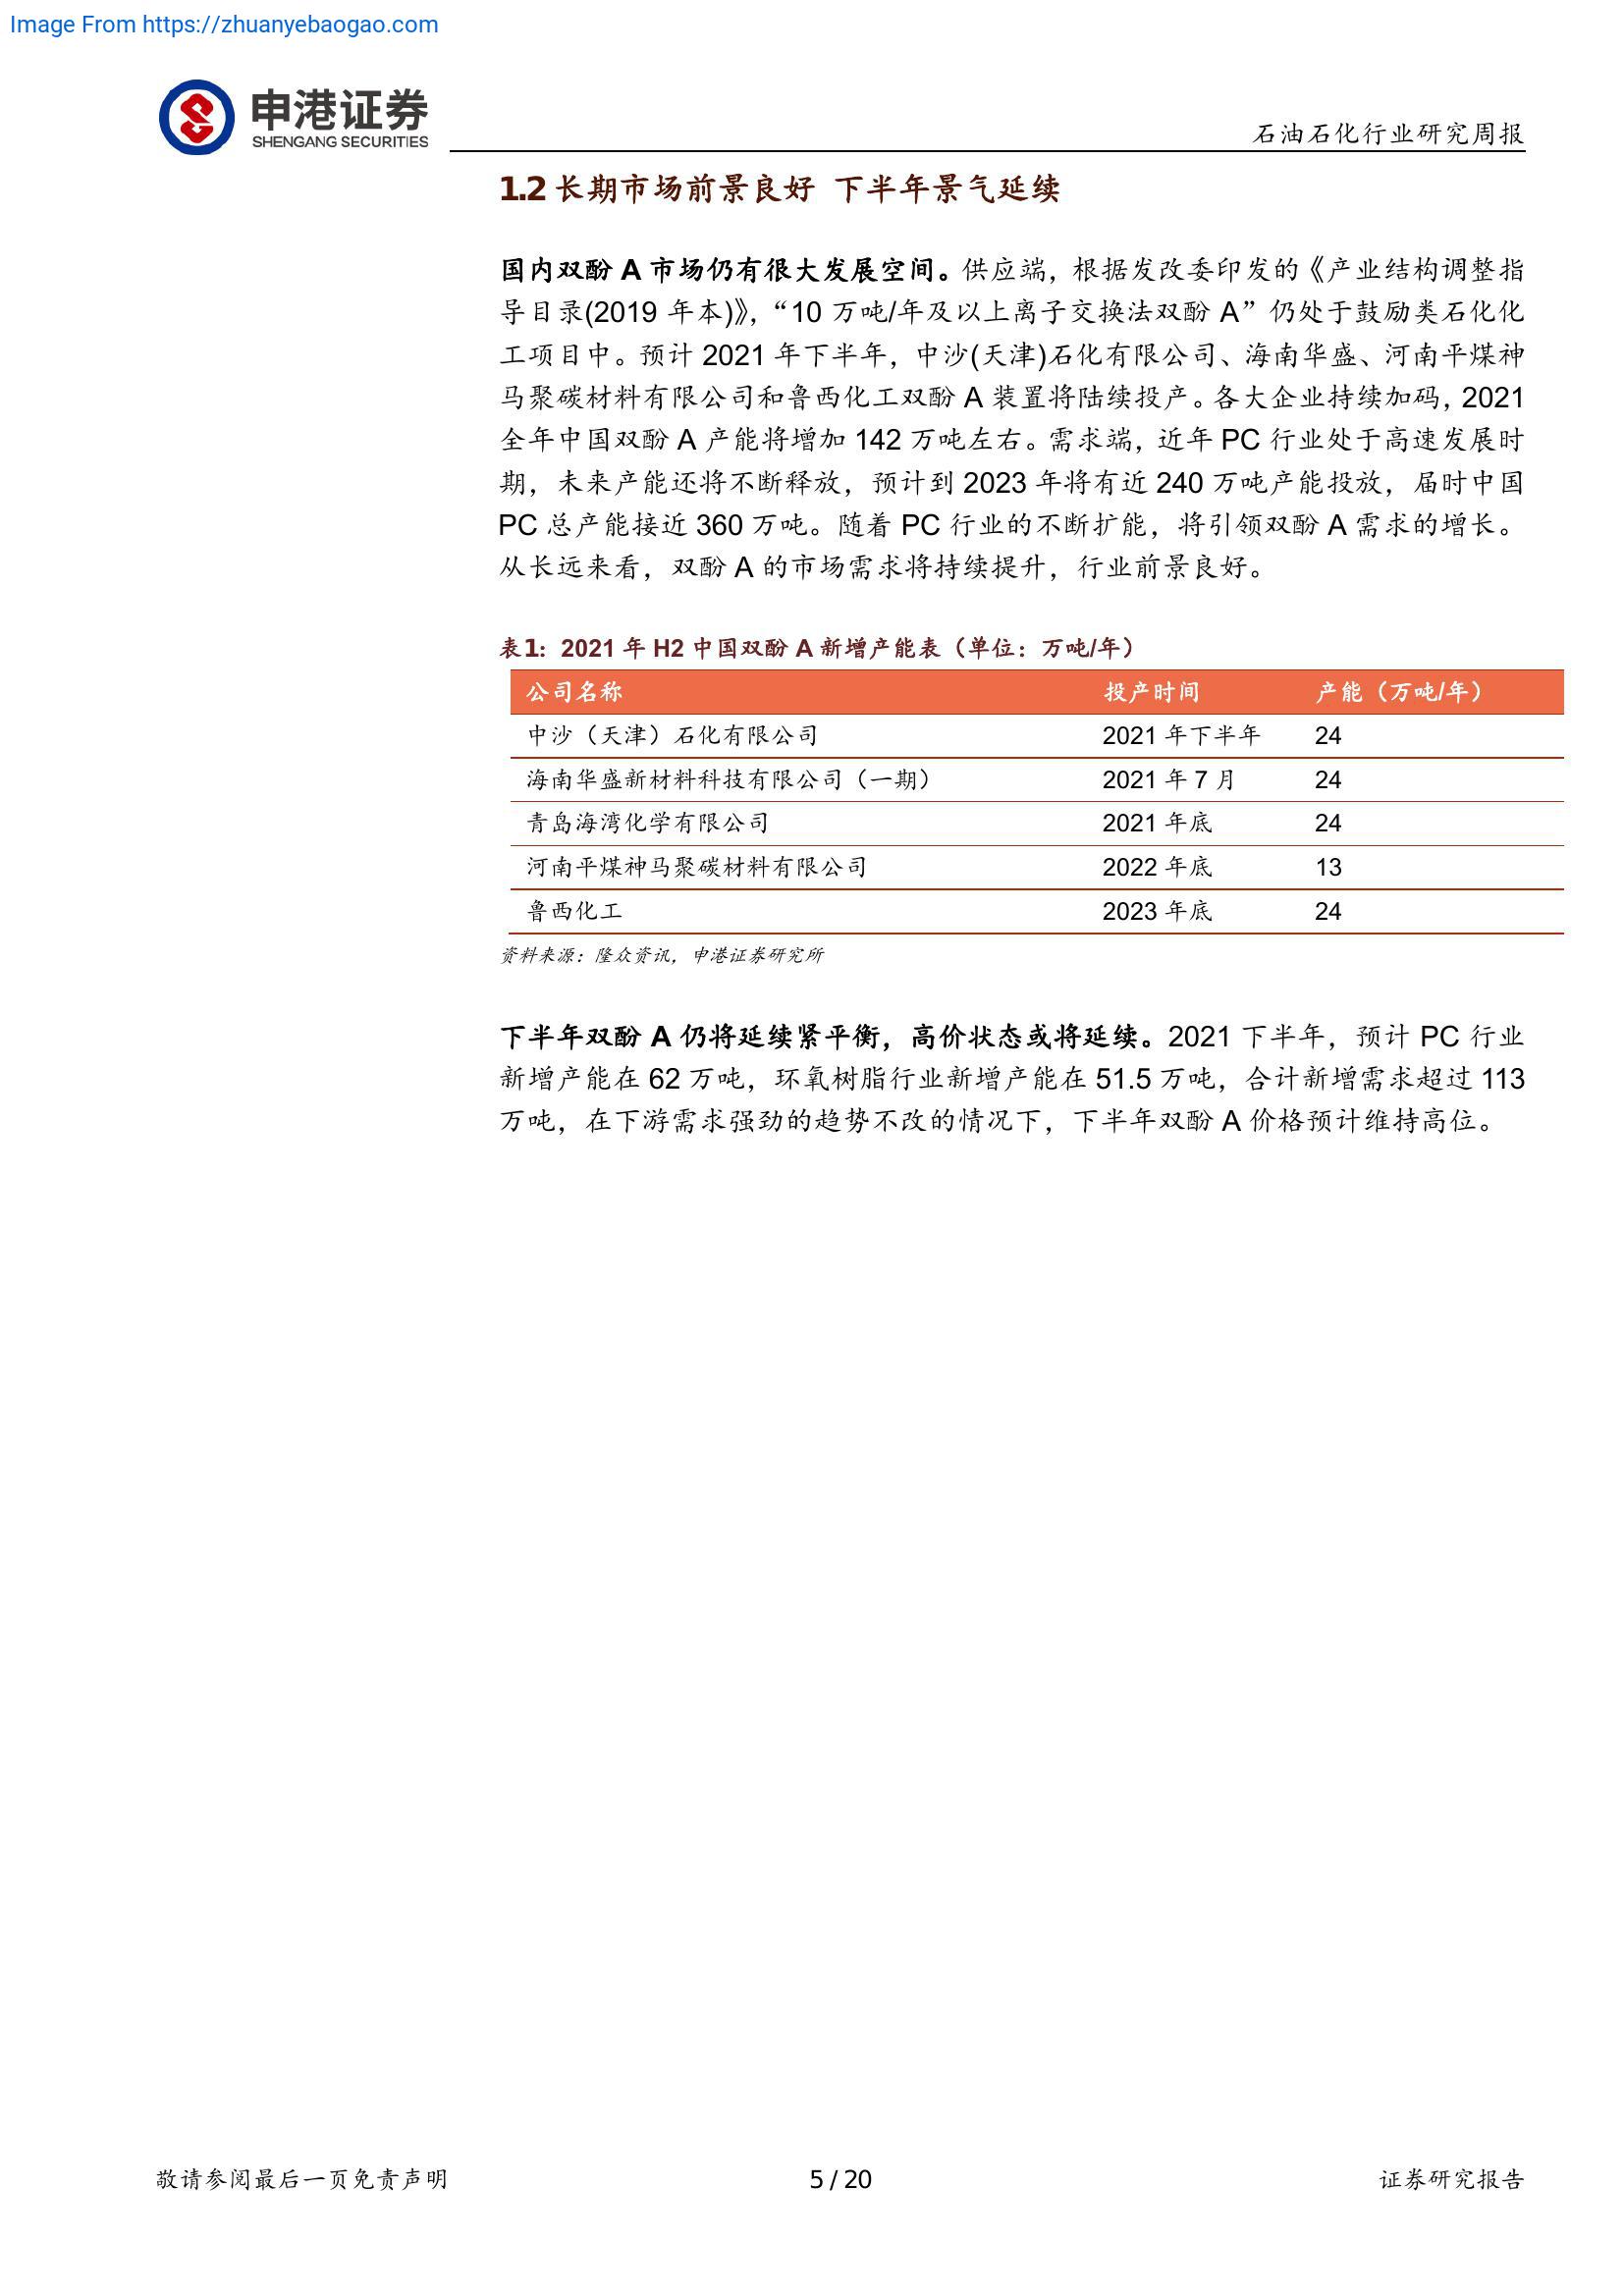 Image From https://zhuanyebaogao.com
申港证券
SHENGANG SECURITIES
石油石化行业研究周报
1.2 长期市场前景良好 下半年景气延续
国内双酚 A 市场仍有很大发展空间。供应端，根据发改委印发的《产业结构调整指
导目录(2019 年本)》，“10 万吨/年及以上离子交换法双酚 A”仍处于鼓励类石化化
工项目中。预计 2021 年下半年，中沙(天津)石化有限公司、海南华盛、河南平煤神
马聚碳材料有限公司和鲁西化工双酚 A 装置将陆续投产。各大企业持续加码，2021
全年中国双酚 A 产能将增加 142 万吨左右。需求端，近年 PC 行业处于高速发展时
期，未来产能还将不断释放，预计到 2023 年将有近 240 万吨产能投放，届时中国
PC 总产能接近 360 万吨。随着 PC 行业的不断扩能，将引领双酚 A 需求的增长。
从长远来看，双酚 A 的市场需求将持续提升，行业前景良好。
表1: 2021 年 H2 中国双酚 A 新增产能表（单位：万吨/年）
公司名称 投产时间 产能（万吨/年）
中沙（天津）石化有限公司 2021 年下半年 24
海南华盛新材料科技有限公司（一期） 2021 年 7 月 24
青岛海湾化学有限公司 2021 年底 24
河南平煤神马聚碳材料有限公司 2022 年底 13
鲁西化工 2023 年底 24
资料来源：隆众资讯，申港证券研究所
下半年双酚 A 仍将延续紧平衡，高价状态或将延续。2021 下半年，预计 PC 行业
新增产能在 62 万吨，环氧树脂行业新增产能在 51.5 万吨，合计新增需求超过 113
万吨，在下游需求强劲的趋势不改的情况下，下半年双酚 A 价格预计维持高位。
敬请参阅最后一页免责声明 5 / 20 证券研究报告